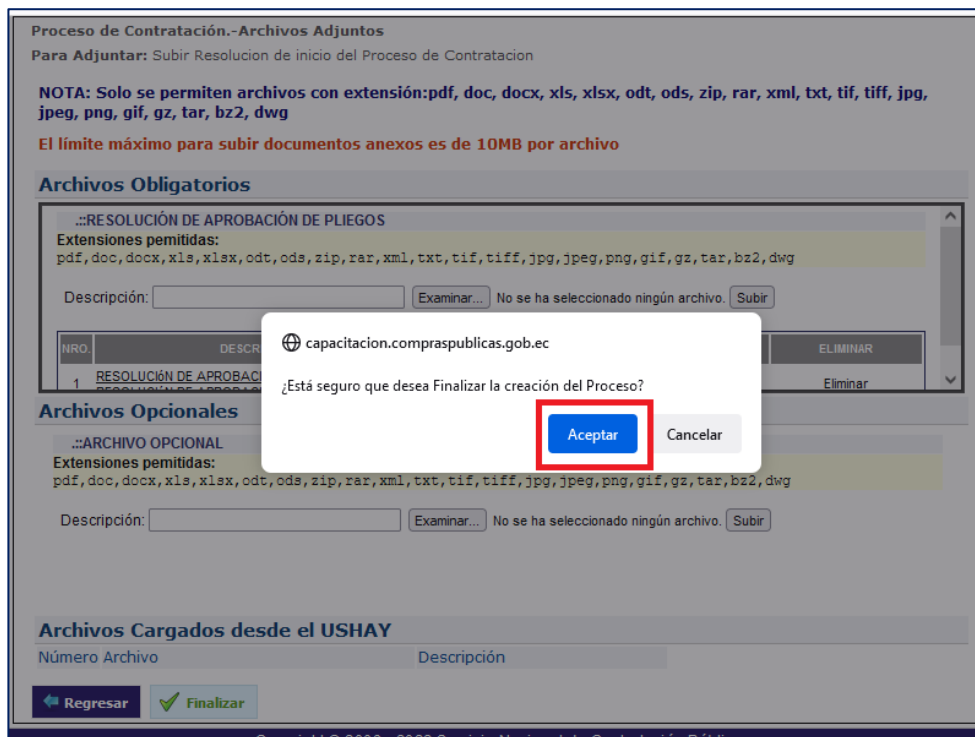 Proceso de Contratación.-Archivos Adjuntos
Para Adjuntar: Subir Resolucion de inicio del Proceso de Contratacion
NOTA: Solo se permiten archivos con extensión:pdf, doc, docx, xls, xlsx, odt, ods, zip, rar, xml, txt, tif, tiff, jpg,
jpeg, png, gif, gz, tar, bz2, dwg
El límite máximo para subir documentos anexos es de 10MB por archivo
Archivos Obligatorios
.::RESOLUCIÓN DE APROBACIÓN DE PLIEGOS
Extensiones pemitidas:
pdf,doc,docx,xls,xlsx,odt,ods,zip,rar,xml,txt,tif,tiff,jpg,jpeg,png,gif,gz,tar,bz2,dwg
Descripción: Examinar... No se ha seleccionado ningún archivo. Subir
NRO. DESCR ELIMINAR
1 RESOLUCIóN DE APROBACI Eliminar
capacitacion.compraspublicas.gob.ec
¿Está seguro que desea Finalizar la creación del Proceso?
Aceptar Cancelar
Archivos Opcionales
.::ARCHIVO OPCIONAL
Extensiones pemitidas:
pdf,doc,docx,xls,xlsx,odt,ods,zip,rar,xml,txt,tif,tiff,jpg,jpeg,png,gif,gz,tar,bz2,dwg
Descripción: Examinar... No se ha seleccionado ningún archivo. Subir
Archivos Cargados desde el USHAY
Número Archivo Descripción
Regresar Finalizar